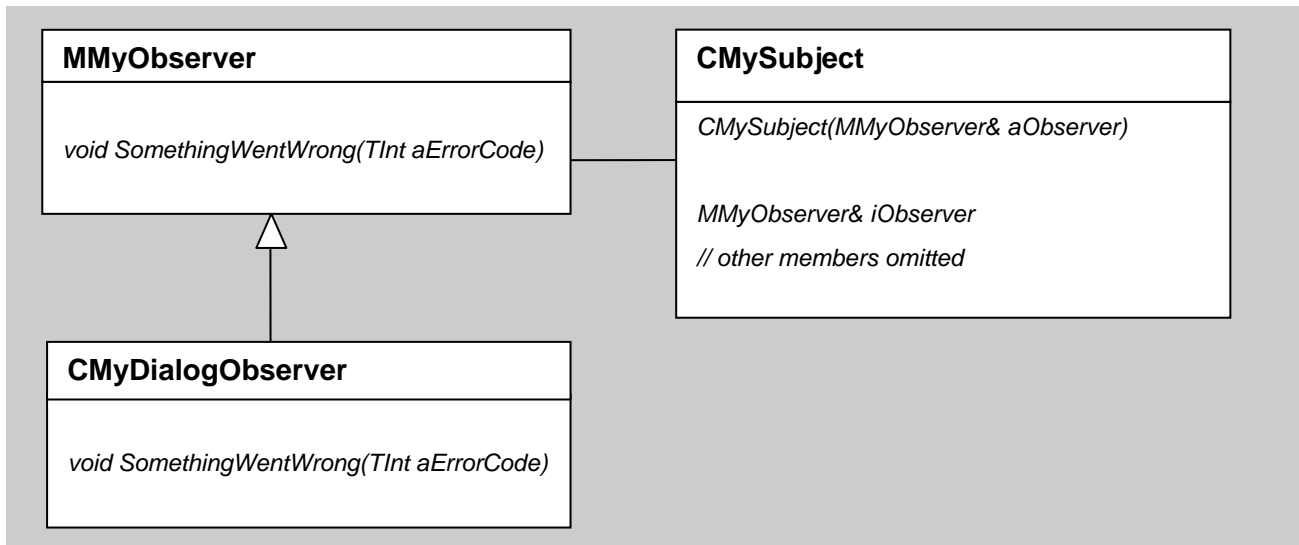 MMyObserver
void SomethingWentWrong(TInt aErrorCode)
CMySubject
CMySubject(MMyObserver& aObserver)
MMyObserver& iObserver
// other members omitted
CMyDialogObserver
void SomethingWentWrong(TInt aErrorCode)